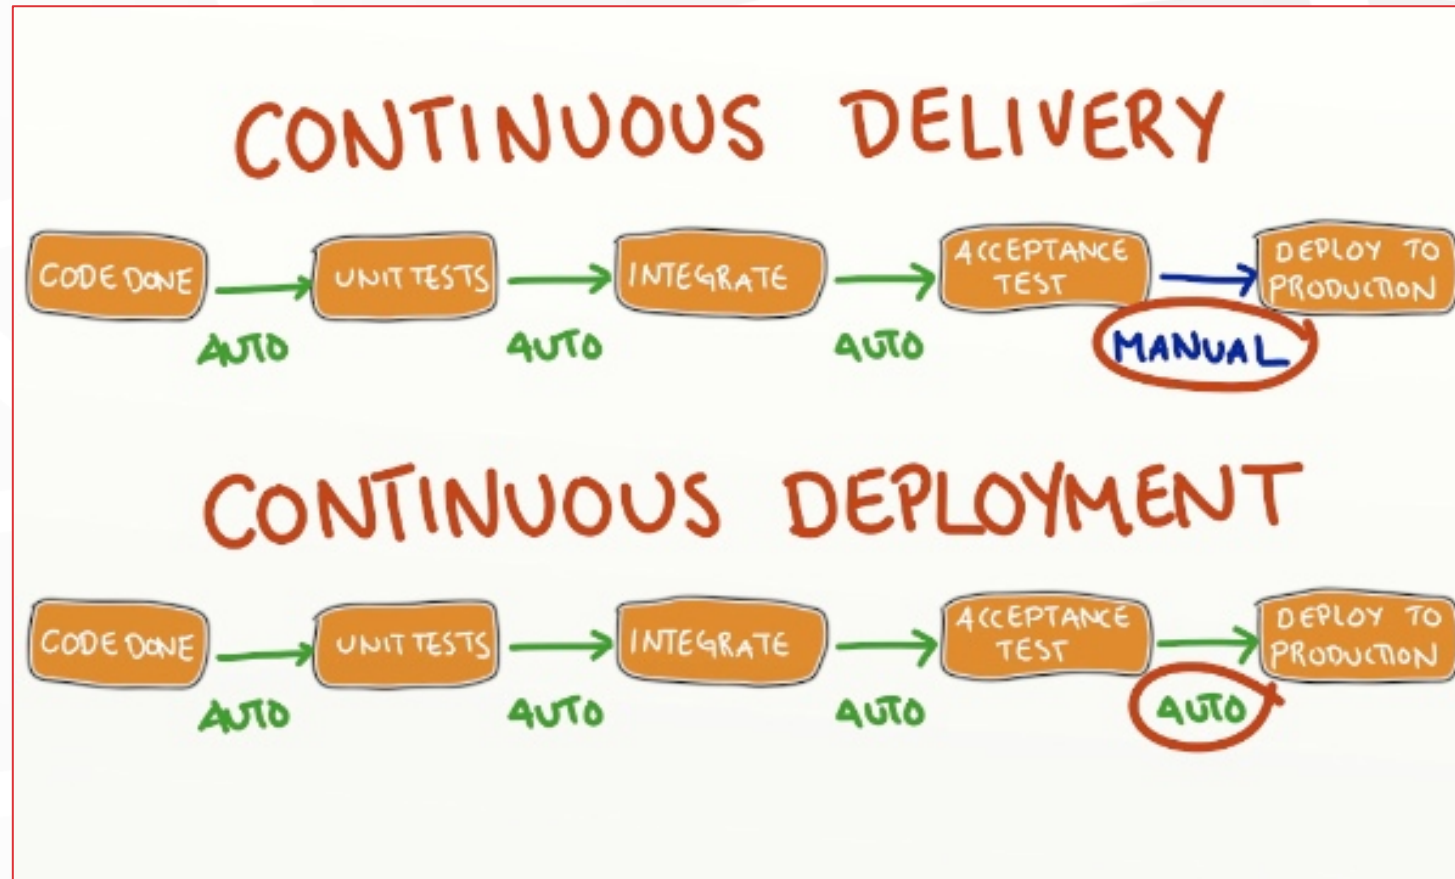 CONTINUOUS DELIVERY
CODE DONE
UNIT TESTS
INTEGRATE
ACCEPTANCE
TEST
DEPLOY TO
PRODUCTION
AUTO
AUTO
AUTO
MANUAL
CONTINUOUS DEPLOYMENT
CODE DONE
UNIT TESTS
INTEGRATE
ACCEPTANCE
TEST
DEPLOY TO
PRODUCTION
AUTO
AUTO
AUTO
AUTO